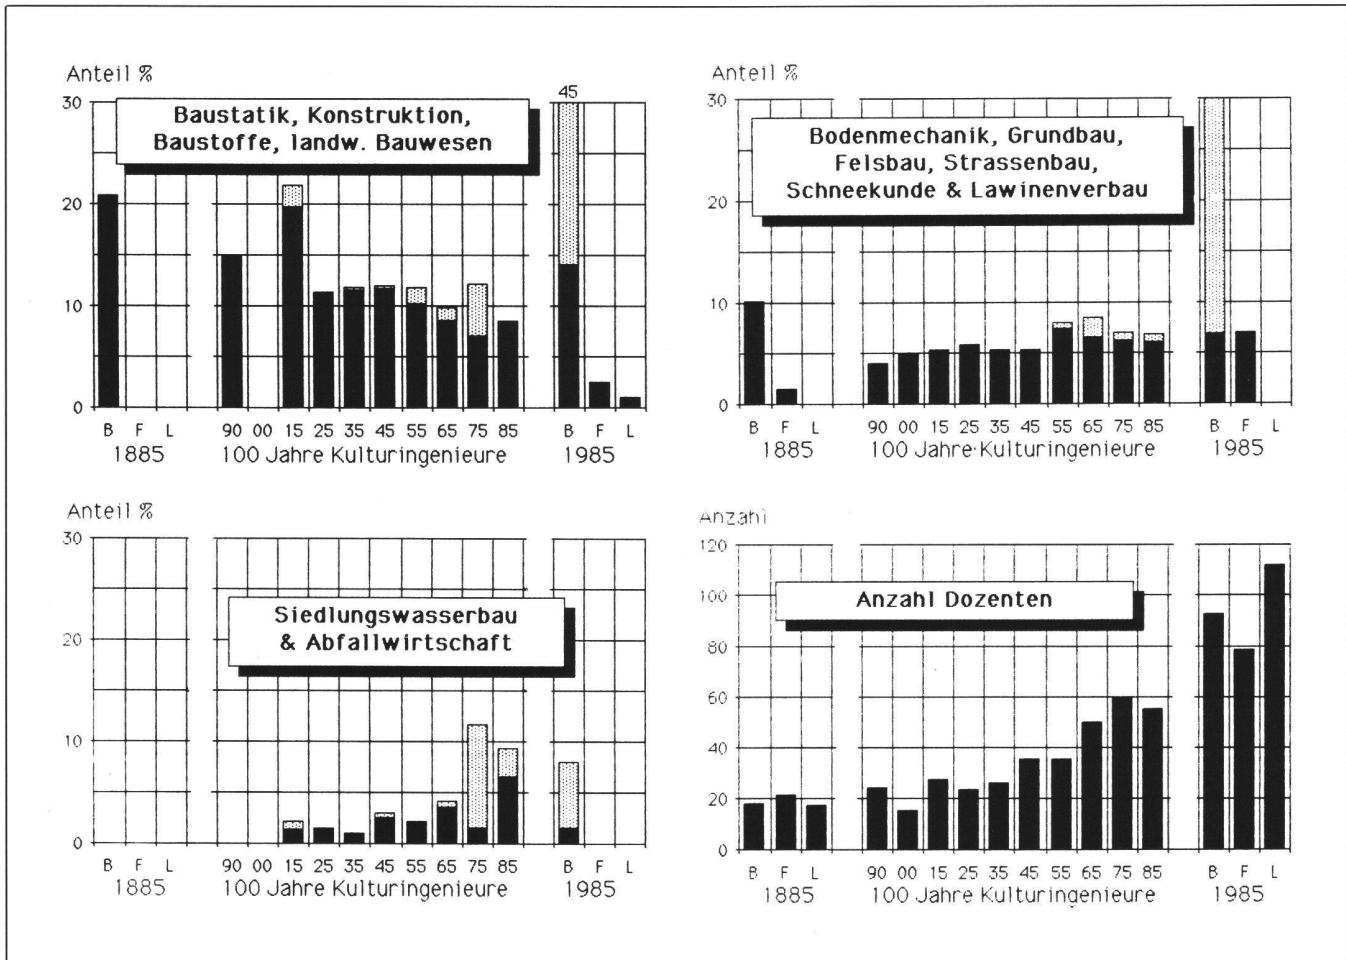 Anteil %
45
30
Baustatik, Konstruktion,
Baustoffe, landw. Bauwesen
20
10
0
B F L 90 00 15 25 35 45 55 65 75 85 B F L
1885 100 Jahre Kulturingenieure 1985
Anteil %
30
Bodenmechanik, Grundbau,
Felsbau, Strassenbau,
Schneekunde & Lawinenverbau
20
10
0
B F L 90 00 15 25 35 45 55 65 75 85 B F L
1885 100 Jahre Kulturingenieure 1985
Anteil %
30
Siedlungswasserbau
& Abfallwirtschaft
20
10
0
B F L 90 00 15 25 35 45 55 65 75 85 B F L
1885 100 Jahre Kulturingenieure 1985
Anzahl
120
Anzahl Dozenten
100
80
60
40
20
0
B F L 90 00 15 25 35 45 55 65 75 85 B F L
1885 100 Jahre Kulturingenieure 1985